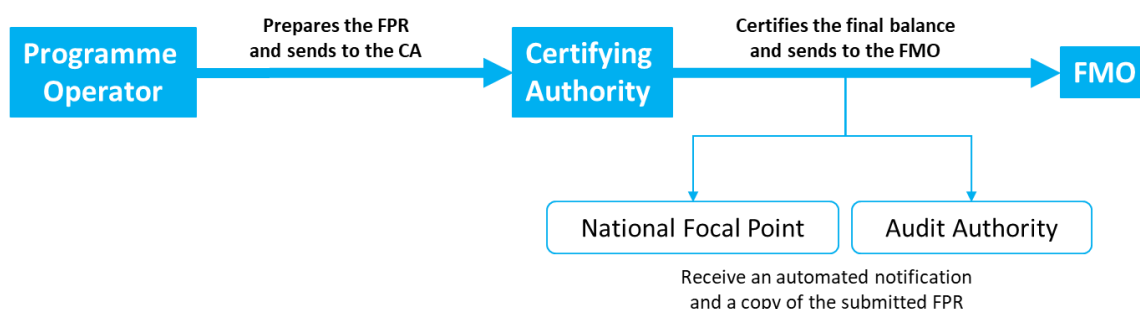 Prepares the FPR
and sends to the CA
Certifies the final balance
and sends to the FMO
Programme
Operator
Certifying
Authority
FMO
National Focal Point
Audit Authority
Receive an automated notification
and a copy of the submitted FPR